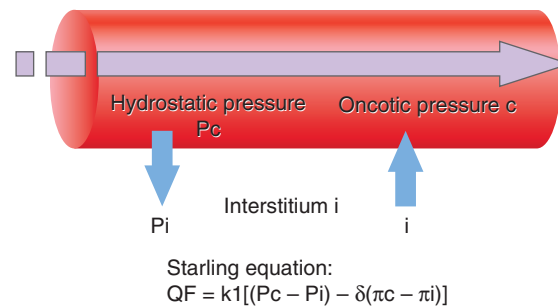 Hydrostatic pressure
Pc
Oncotic pressure c
Interstitium i
Pi
i
Starling equation:
QF = k1[(Pc – Pi) – δ(πc – πi)]